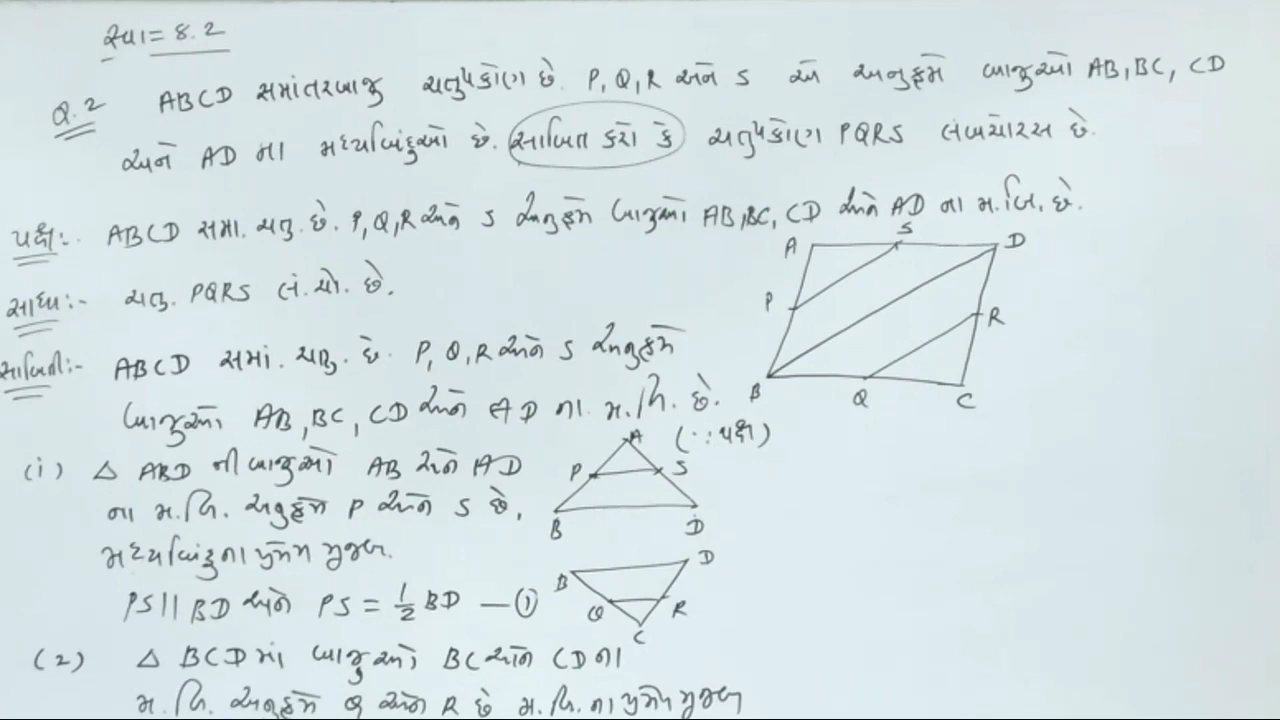 સ્વા = 8.2
Q.2 ABCD સમાંતરબાજુ ચતુષ્કોણ છે. P, Q, R અને S એ અનુક્રમે બાજુઓ AB, BC, CD
અને AD ના મધ્યબિંદુઓ છે. સાબિત કરો કે ચતુષ્કોણ PQRS લંબચોરસ છે.
પક્ષ:- ABCD સમા. ચતુ. છે. P, Q, R અને S અનુક્રમે બાજુઓ AB, BC, CD અને AD ના મ. બિ. છે.
સાધ્ય:- ચતુ. PQRS લં. ચો. છે.
સાબિતી:- ABCD સમાં. ચતુ. છે. P, Q, R અને S અનુક્રમે
બાજુઓ AB, BC, CD અને AD ના મ. બિ. છે.
(∵ પક્ષ)
(i) △ ABD ની બાજુઓ AB અને AD
ના મ. બિ. અનુક્રમે P અને S છે,
મધ્યબિંદુના પ્રમેય મુજબ.
PS || BD અને PS = ½ BD — ①
(2) △ BCD માં બાજુઓ BC અને CD ના
મ. બિ. અનુક્રમે Q અને R છે મ. બિ. ના પ્રમેય મુજબ
A S D
P R
B Q C
A
P S
B D
B D
Q R
C